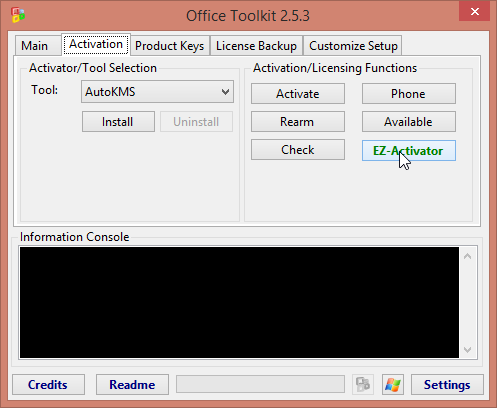 Office Toolkit 2.5.3
Main Activation Product Keys License Backup Customize Setup
Activator/Tool Selection
Tool: AutoKMS
Install Uninstall
Activation/Licensing Functions
Activate Phone
Rearm Available
Check EZ-Activator
Information Console
Credits Readme Settings